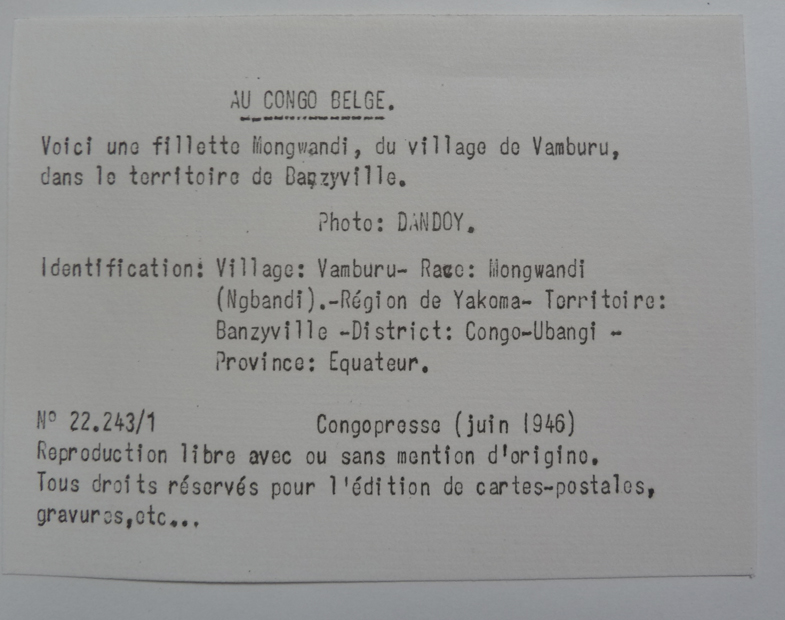 AU CONGO BELGE.
Voici une fillette Mongwandi, du village de Vamburu,
dans le territoire de Banzyville.
Photo: DANDOY.
Identification: Village: Vamburu- Race: Mongwandi
(Ngbandi).-Région de Yakoma- Territoire:
Banzyville -District: Congo-Ubangi -
Province: Equateur.
N° 22.243/1 Congopresse (juin 1946)
Reproduction libre avec ou sans mention d'origine.
Tous droits réservés pour l'édition de cartes-postales,
gravures,etc...